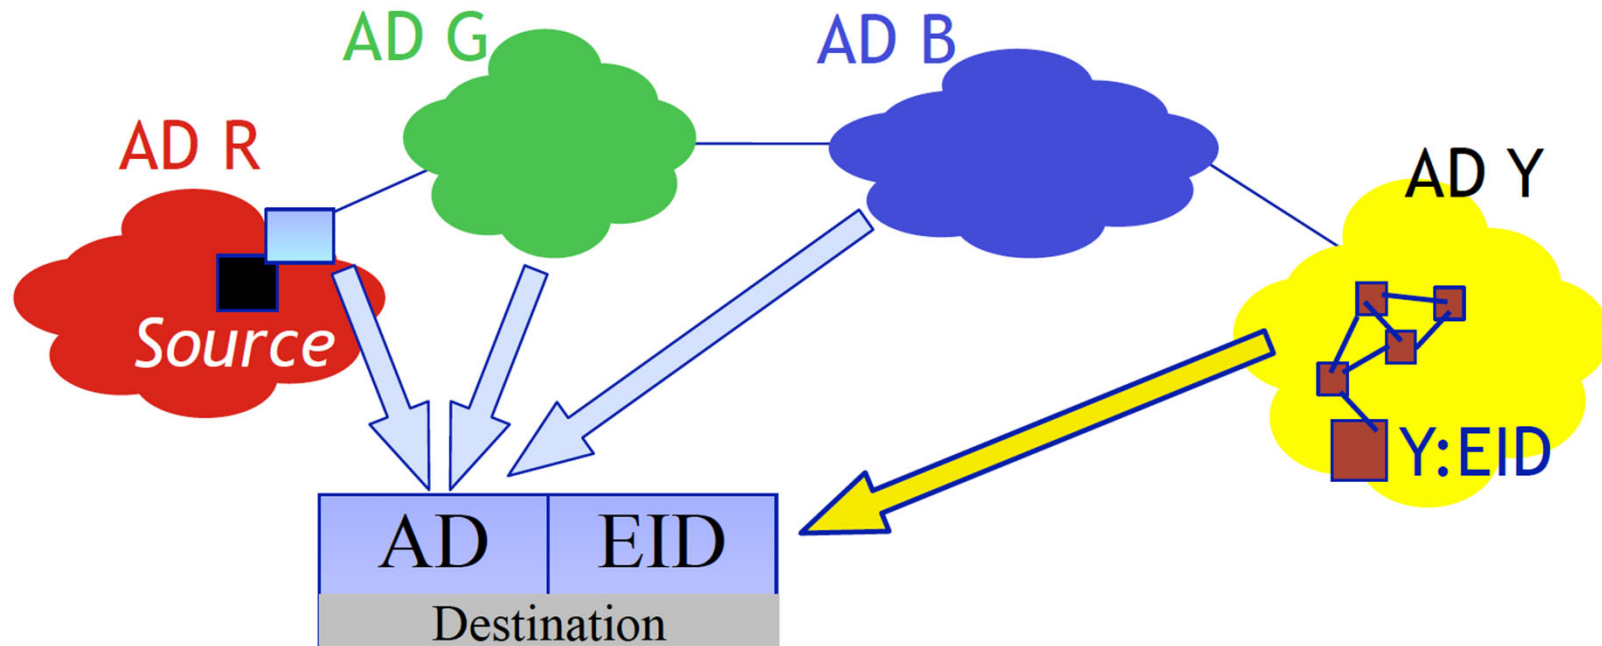 AD G
AD B
AD R
AD Y
Source
Y:EID
AD
EID
Destination